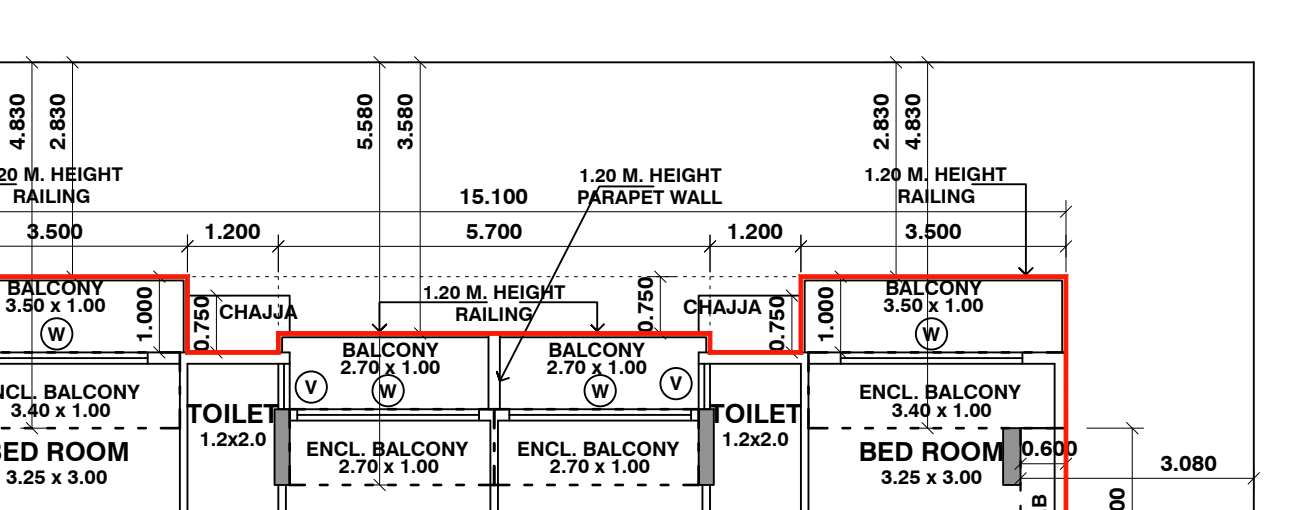 4.830
2.830
5.580
3.580
2.830
4.830
20 M. HEIGHT
RAILING
1.20 M. HEIGHT
PARAPET WALL
1.20 M. HEIGHT
RAILING
15.100
3.500
1.200
5.700
1.200
3.500
BALCONY
3.50 x 1.00
W
1.000
0.750
CHAJJA
1.20 M. HEIGHT
RAILING
0.750
CHAJJA
0.750
1.000
BALCONY
3.50 x 1.00
W
BALCONY
2.70 x 1.00
V
W
BALCONY
2.70 x 1.00
W
V
NCL. BALCONY
3.40 x 1.00
TOILET
1.2x2.0
TOILET
1.2x2.0
ENCL. BALCONY
3.40 x 1.00
BED ROOM
3.25 x 3.00
ENCL. BALCONY
2.70 x 1.00
ENCL. BALCONY
2.70 x 1.00
BED ROOM
3.25 x 3.00
0.600
3.080
B
00